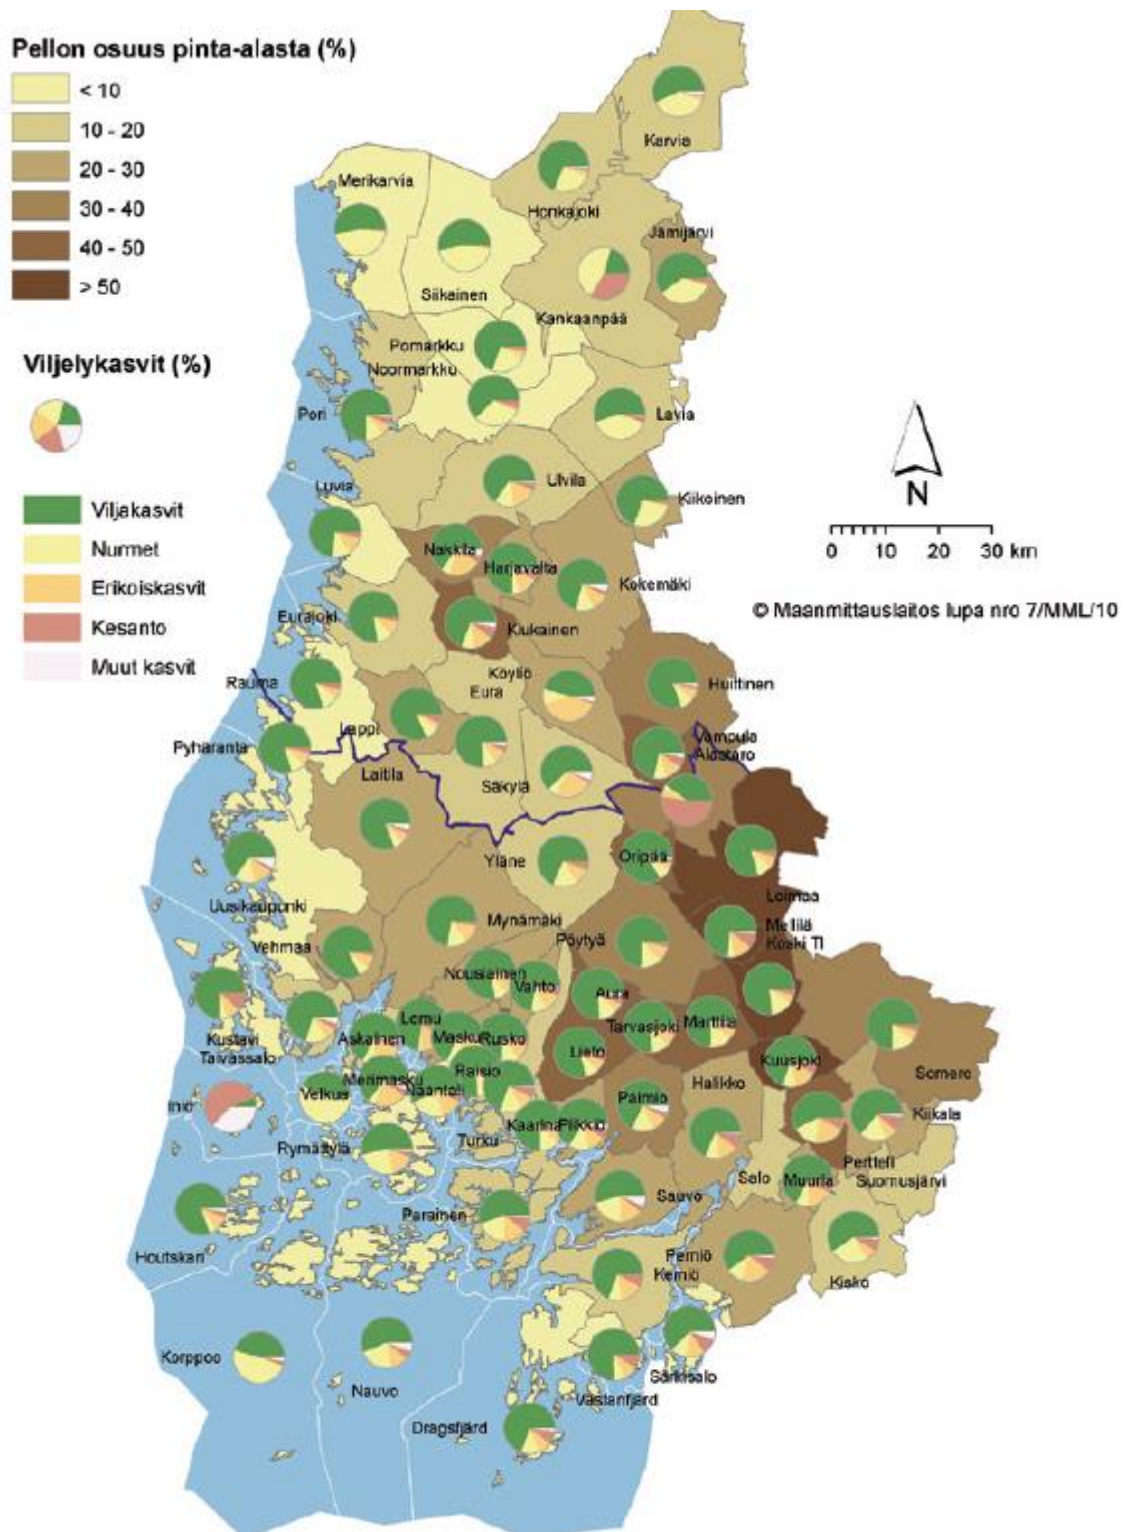 Pellon osuus pinta-alasta (%)
< 10
10 - 20
20 - 30
30 - 40
40 - 50
> 50
Viljelykasvit (%)
Viljakasvit
Nurmet
Erikoiskasvit
Kesanto
Muut kasvit
Karvia
Merikarvia
Honkajoki
Jämijärvi
Siikainen
Kankaanpää
Pomarkku
Noormarkku
Pori
Lavia
Ulvila
Luvia
Kiikoinen
N
0 10 20 30 km
Nakkila
Harjavalta
Kokemäki
© Maanmittauslaitos lupa nro 7/MML/10
Eurajoki
Kiukainen
Köyliö
Rauma
Eura
Huittinen
Lappi
Vampula
Pyharanta
Alastaro
Laitila
Säkylä
Yläne
Oripää
Loimaa
Uusikaupunki
Mynämäki
Mellilä
Vehmaa
Pöytyä
Koski Tl
Nousiainen
Vahto
Aura
Kustavi
Lemu
Askainen
Masku
Rusko
Tarvasjoki
Marttila
Taivassalo
Lieto
Kuusjoki
Raisio
Somero
Merimasku
Naantali
Halikko
Velkua
Paimio
Iniö
Kaarina
Piikkiö
Kiikala
Rymättylä
Turku
Pertteli
Salo
Muurla
Suomusjärvi
Sauvo
Parainen
Houtskari
Perniö
Kemiö
Kisko
Korppoo
Särkisalo
Nauvo
Västanfjärd
Dragsfjärd